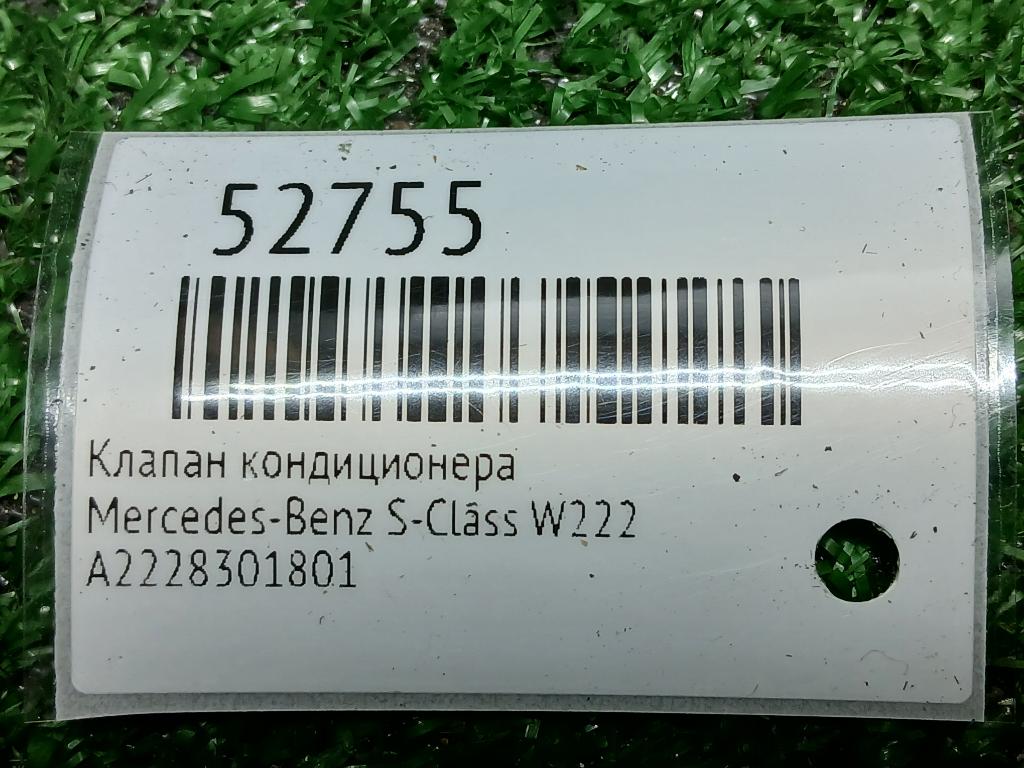 52755
Клапан кондиционера
Mercedes-Benz S-Class W222
A2228301801